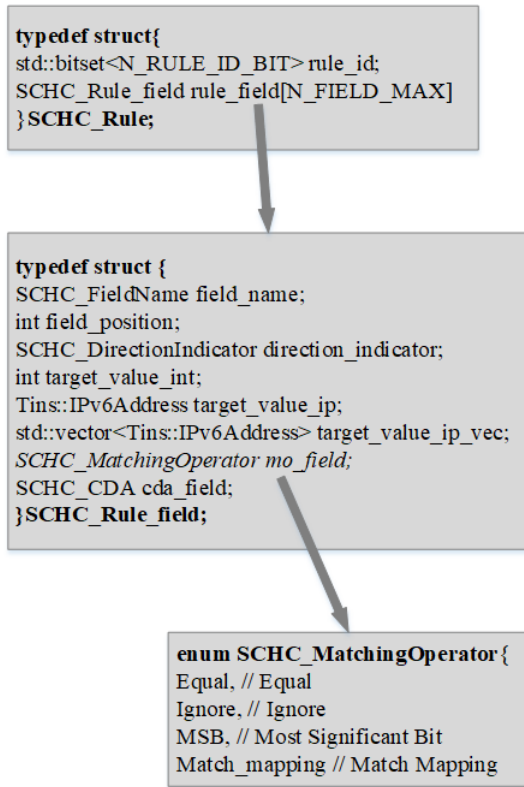 typedef struct{
std::bitset<N_RULE_ID_BIT> rule_id;
SCHC_Rule_field rule_field[N_FIELD_MAX]
}SCHC_Rule;
typedef struct {
SCHC_FieldName field_name;
int field_position;
SCHC_DirectionIndicator direction_indicator;
int target_value_int;
Tins::IPv6Address target_value_ip;
std::vector<Tins::IPv6Address> target_value_ip_vec;
SCHC_MatchingOperator mo_field;
SCHC_CDA cda_field;
}SCHC_Rule_field;
enum SCHC_MatchingOperator{
Equal, // Equal
Ignore, // Ignore
MSB, // Most Significant Bit
Match_mapping // Match Mapping